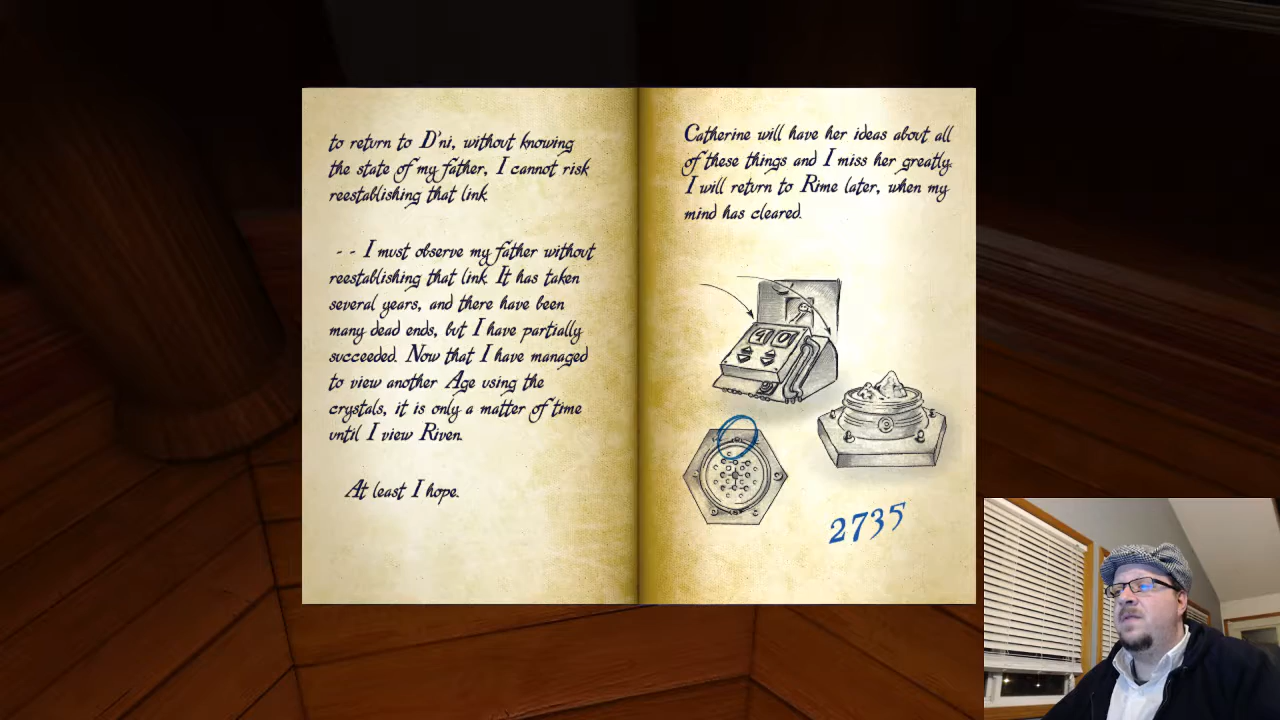 to return to D'ni, without knowing
the state of my father, I cannot risk
reestablishing that link.
- - I must observe my father without
reestablishing that link. It has taken
several years, and there have been
many dead ends, but I have partially
succeeded. Now that I have managed
to view another Age using the
crystals, it is only a matter of time
until I view Riven.
At least I hope.
Catherine will have her ideas about all
of these things and I miss her greatly.
I will return to Rime later, when my
mind has cleared.
40
2735